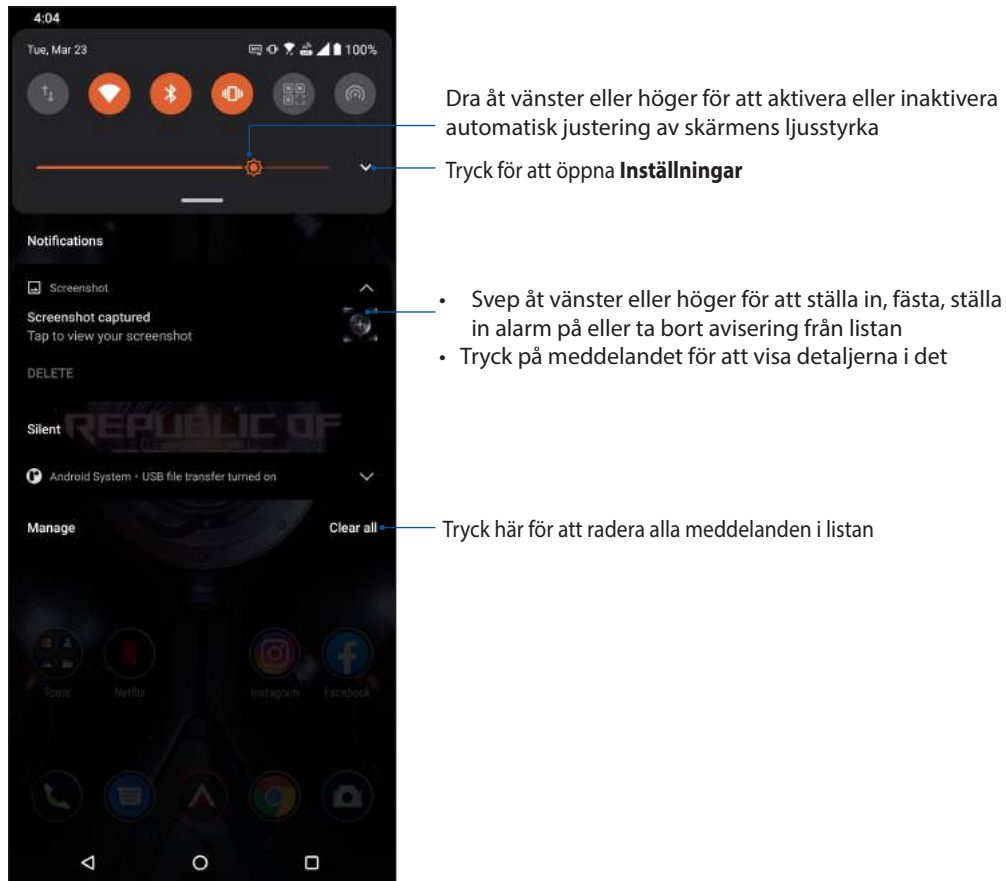 4:04
Tue, Mar 23
100%
Dra åt vänster eller höger för att aktivera eller inaktivera
automatisk justering av skärmens ljusstyrka
Tryck för att öppna Inställningar
Notifications
Screenshot
Screenshot captured
Tap to view your screenshot
DELETE
• Svep åt vänster eller höger för att ställa in, fästa, ställa
in alarm på eller ta bort avisering från listan
• Tryck på meddelandet för att visa detaljerna i det
Silent
REPUBLIC OF
Android System • USB file transfer turned on
Manage
Clear all
Tryck här för att radera alla meddelanden i listan
Tools
Netflix
Instagram
Facebook